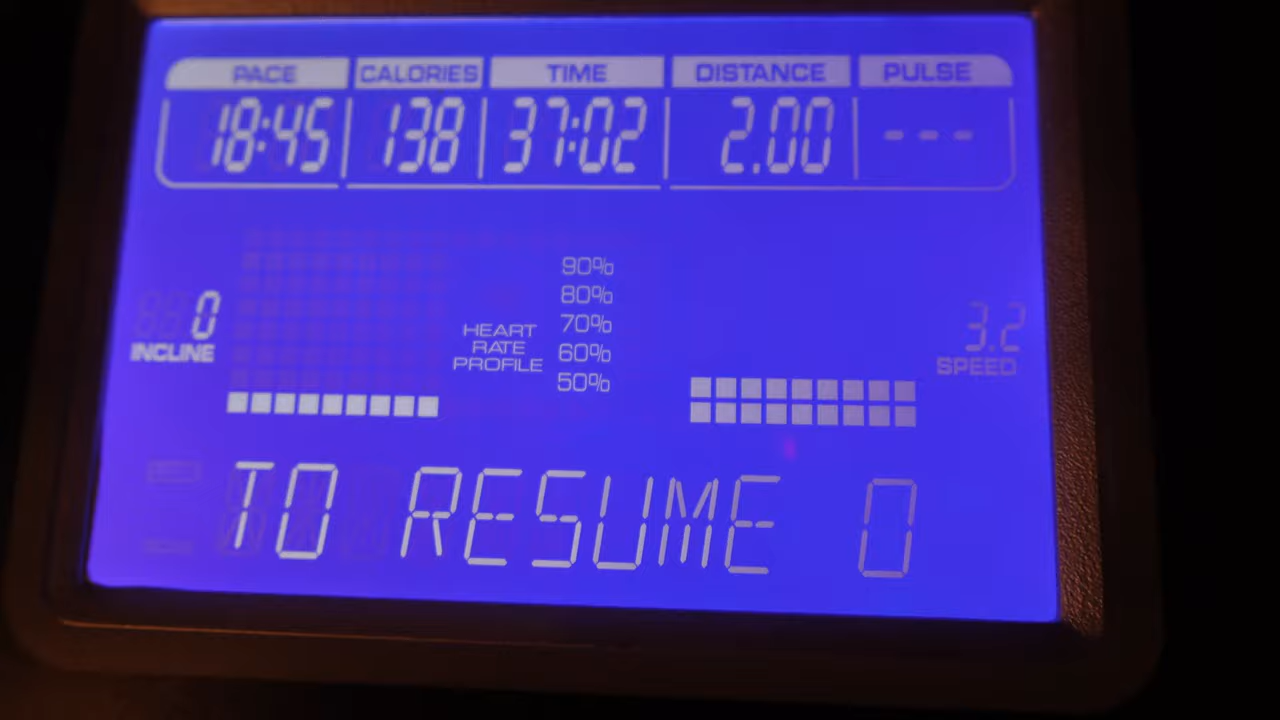 PACE CALORIES TIME DISTANCE PULSE
18:45 138 37:02 2.00 ---
90%
80%
HEART 70%
RATE 60%
PROFILE 50%
0 3.2
INCLINE SPEED
TO RESUME 0